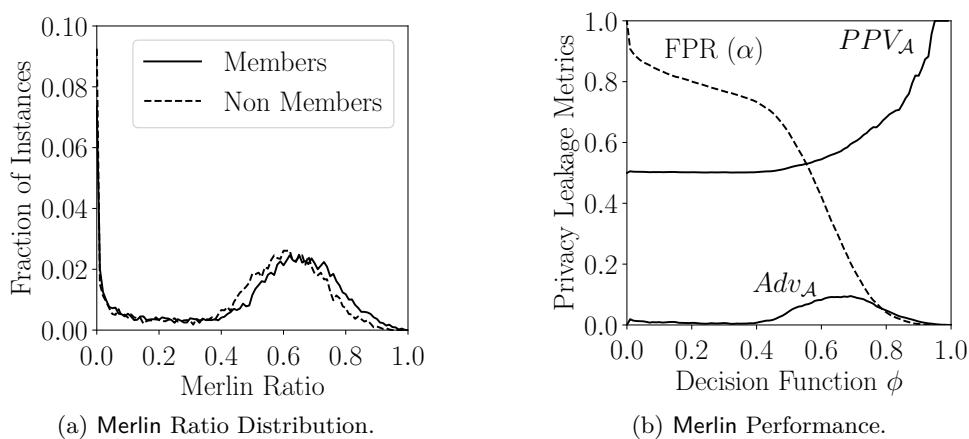 0.10
0.08
0.06
0.04
0.02
0.00
Fraction of Instances
Members
Non Members
0.0 0.2 0.4 0.6 0.8 1.0
Merlin Ratio
(a) Merlin Ratio Distribution.
1.0
0.8
0.6
0.4
0.2
0.0
Privacy Leakage Metrics
FPR (α)
PPV_𝒜
Adv_𝒜
0.0 0.2 0.4 0.6 0.8 1.0
Decision Function ϕ
(b) Merlin Performance.